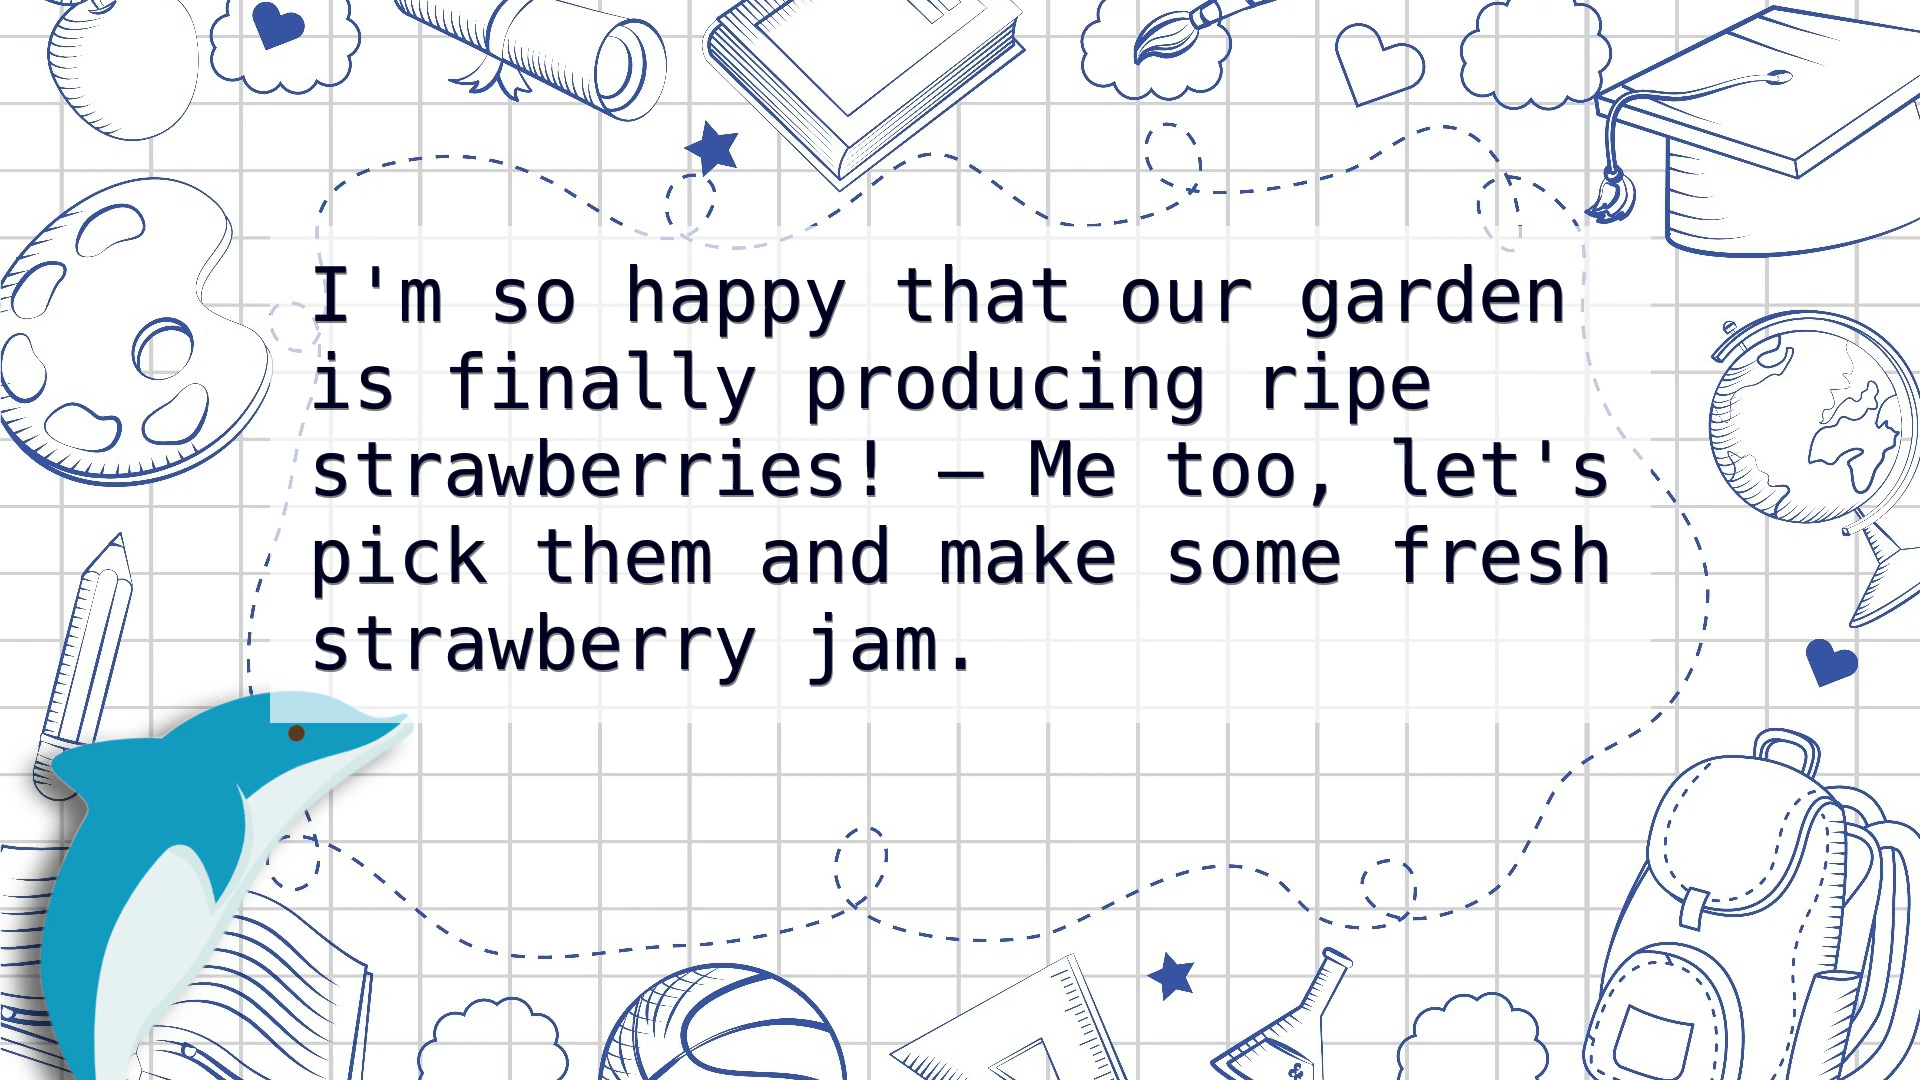 I'm so happy that our garden
is finally producing ripe
strawberries! – Me too, let's
pick them and make some fresh
strawberry jam.